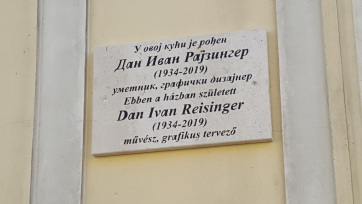 У овој кући је рођен
Дан Иван Рајзингер
(1934-2019)
уметник, графички дизајнер
Ebben a házban született
Dan Ivan Reisinger
(1934-2019)
művész, grafikus tervező